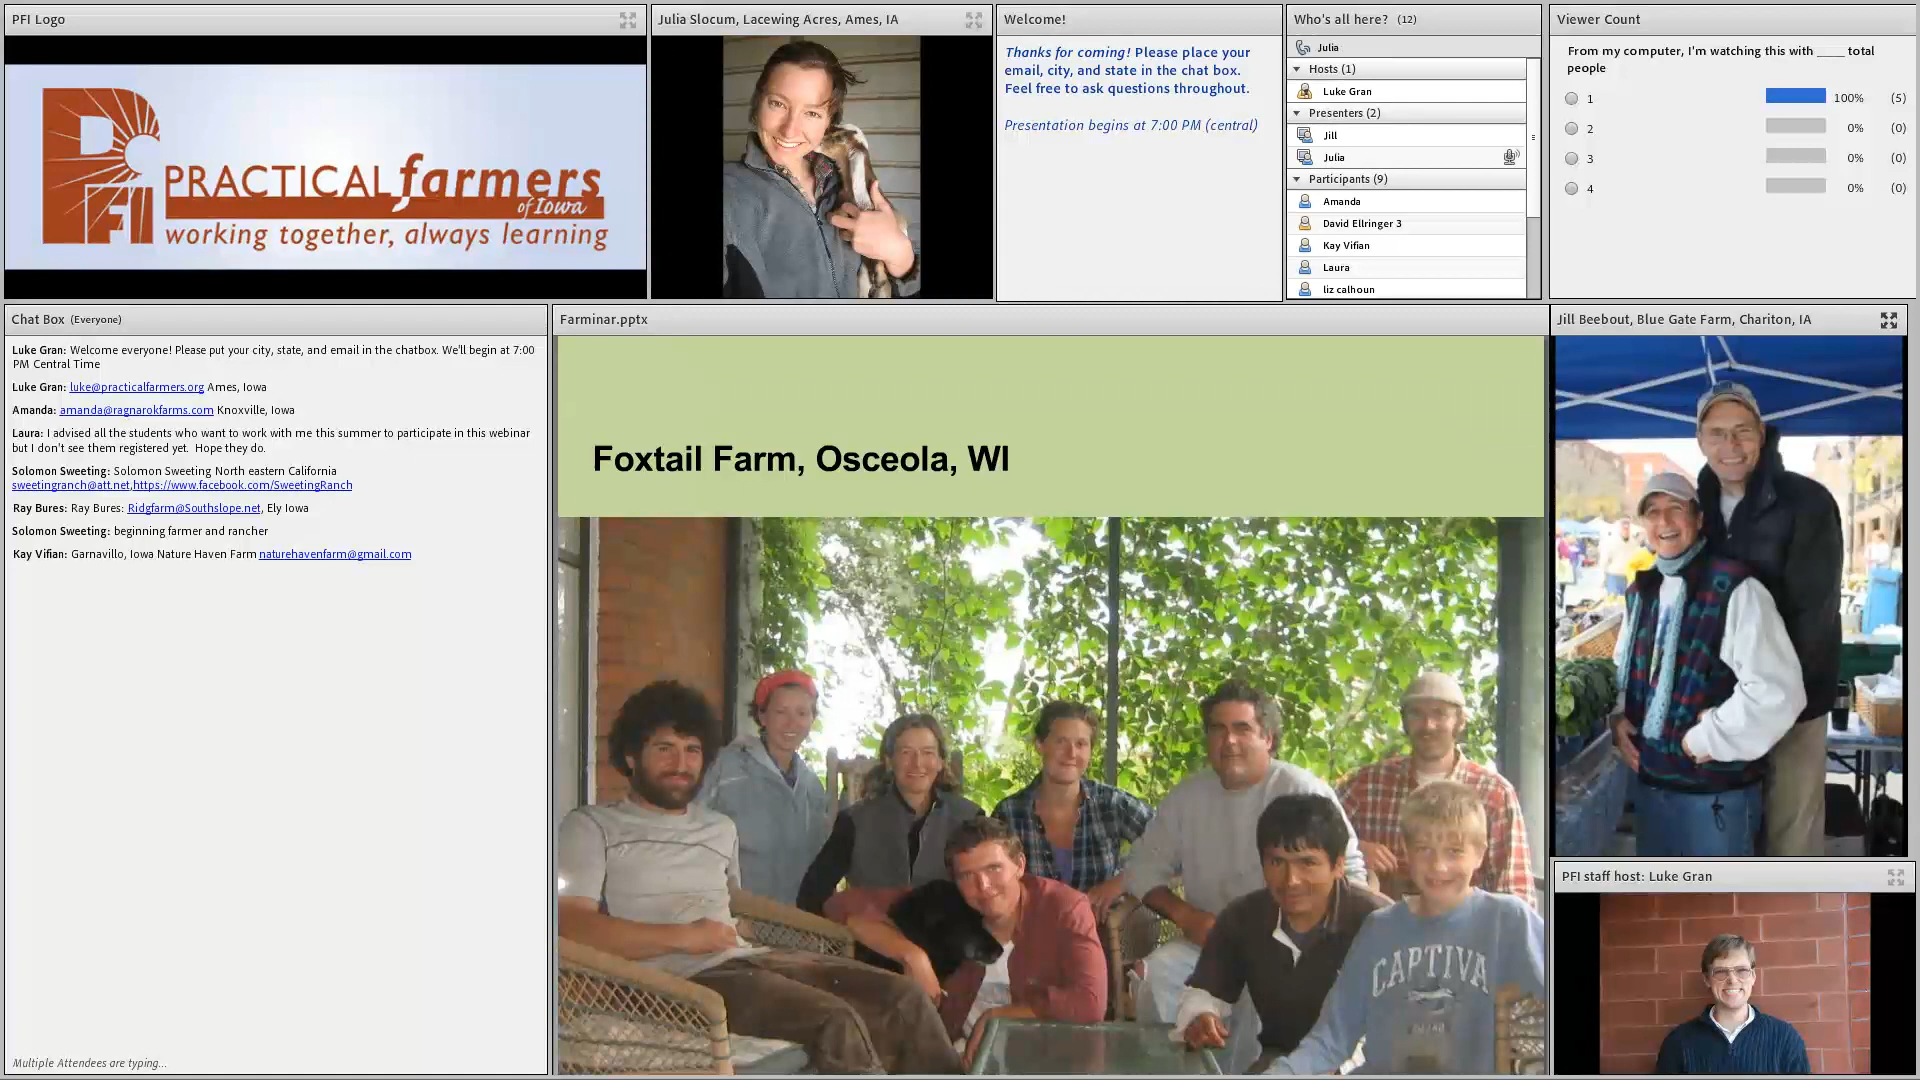 PFI Logo
PFI
PRACTICAL farmers
of Iowa
working together, always learning
Julia Slocum, Lacewing Acres, Ames, IA
Welcome!
Thanks for coming! Please place your
email, city, and state in the chat box.
Feel free to ask questions throughout.
Presentation begins at 7:00 PM (central)
Who's all here? (12)
Julia
Hosts (1)
Luke Gran
Presenters (2)
Jill
Julia
Participants (9)
Amanda
David Ellringer 3
Kay Vifian
Laura
liz calhoun
Viewer Count
From my computer, I'm watching this with ____ total
people
1 100% (5)
2 0% (0)
3 0% (0)
4 0% (0)
Chat Box (Everyone)
Luke Gran: Welcome everyone! Please put your city, state, and email in the chatbox. We'll begin at 7:00
PM Central Time
Luke Gran: luke@practicalfarmers.org Ames, Iowa
Amanda: amanda@ragnarokfarms.com Knoxville, Iowa
Laura: I advised all the students who want to work with me this summer to participate in this webinar
but I don't see them registered yet. Hope they do.
Solomon Sweeting: Solomon Sweeting North eastern California
sweetingranch@att.net,https://www.facebook.com/SweetingRanch
Ray Bures: Ray Bures: Ridgfarm@Southslope.net, Ely Iowa
Solomon Sweeting: beginning farmer and rancher
Kay Vifian: Garnavillo, Iowa Nature Haven Farm naturehavenfarm@gmail.com
Multiple Attendees are typing...
Farminar.pptx
Foxtail Farm, Osceola, WI
CAPTIVA
Jill Beebout, Blue Gate Farm, Chariton, IA
PFI staff host: Luke Gran